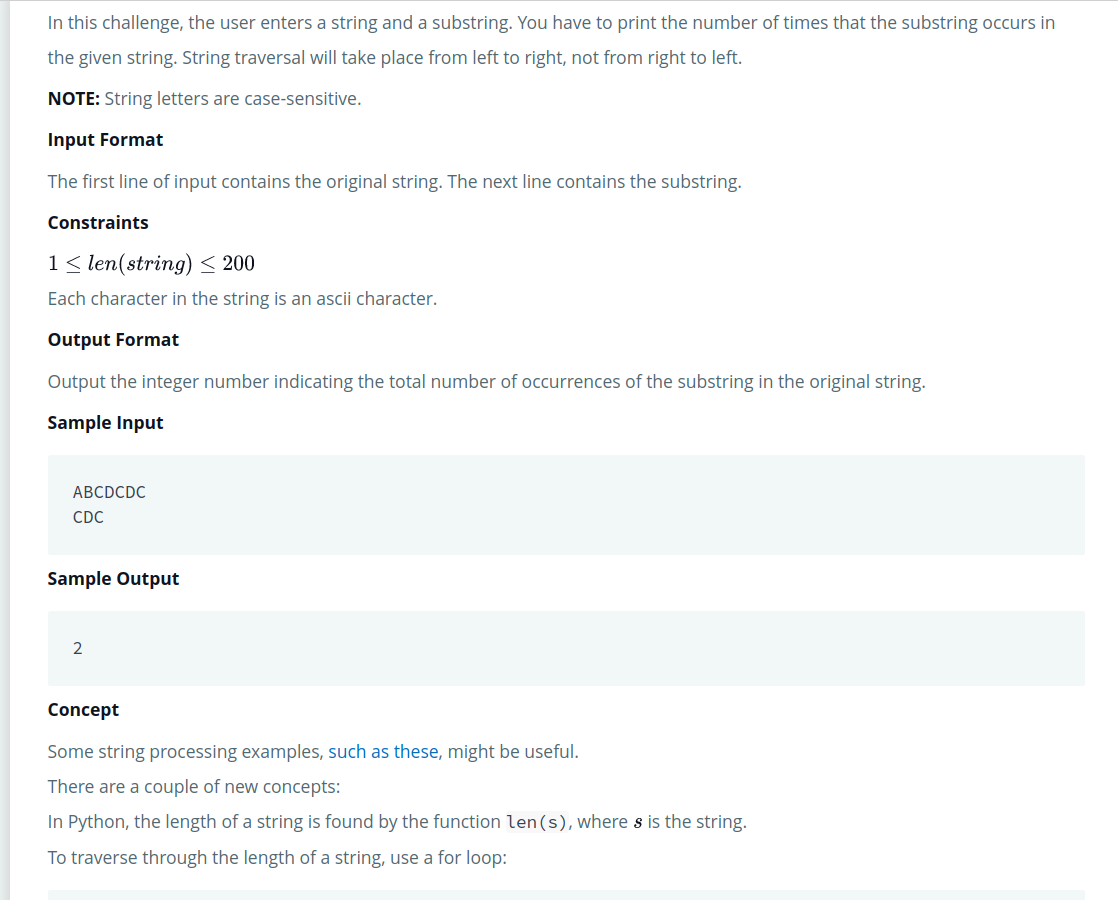 In this challenge, the user enters a string and a substring. You have to print the number of times that the substring occurs in
the given string. String traversal will take place from left to right, not from right to left.
NOTE: String letters are case-sensitive.
Input Format
The first line of input contains the original string. The next line contains the substring.
Constraints
1 ≤ len(string) ≤ 200
Each character in the string is an ascii character.
Output Format
Output the integer number indicating the total number of occurrences of the substring in the original string.
Sample Input
ABCDCDC
CDC
Sample Output
2
Concept
Some string processing examples, such as these, might be useful.
There are a couple of new concepts:
In Python, the length of a string is found by the function len(s), where s is the string.
To traverse through the length of a string, use a for loop: